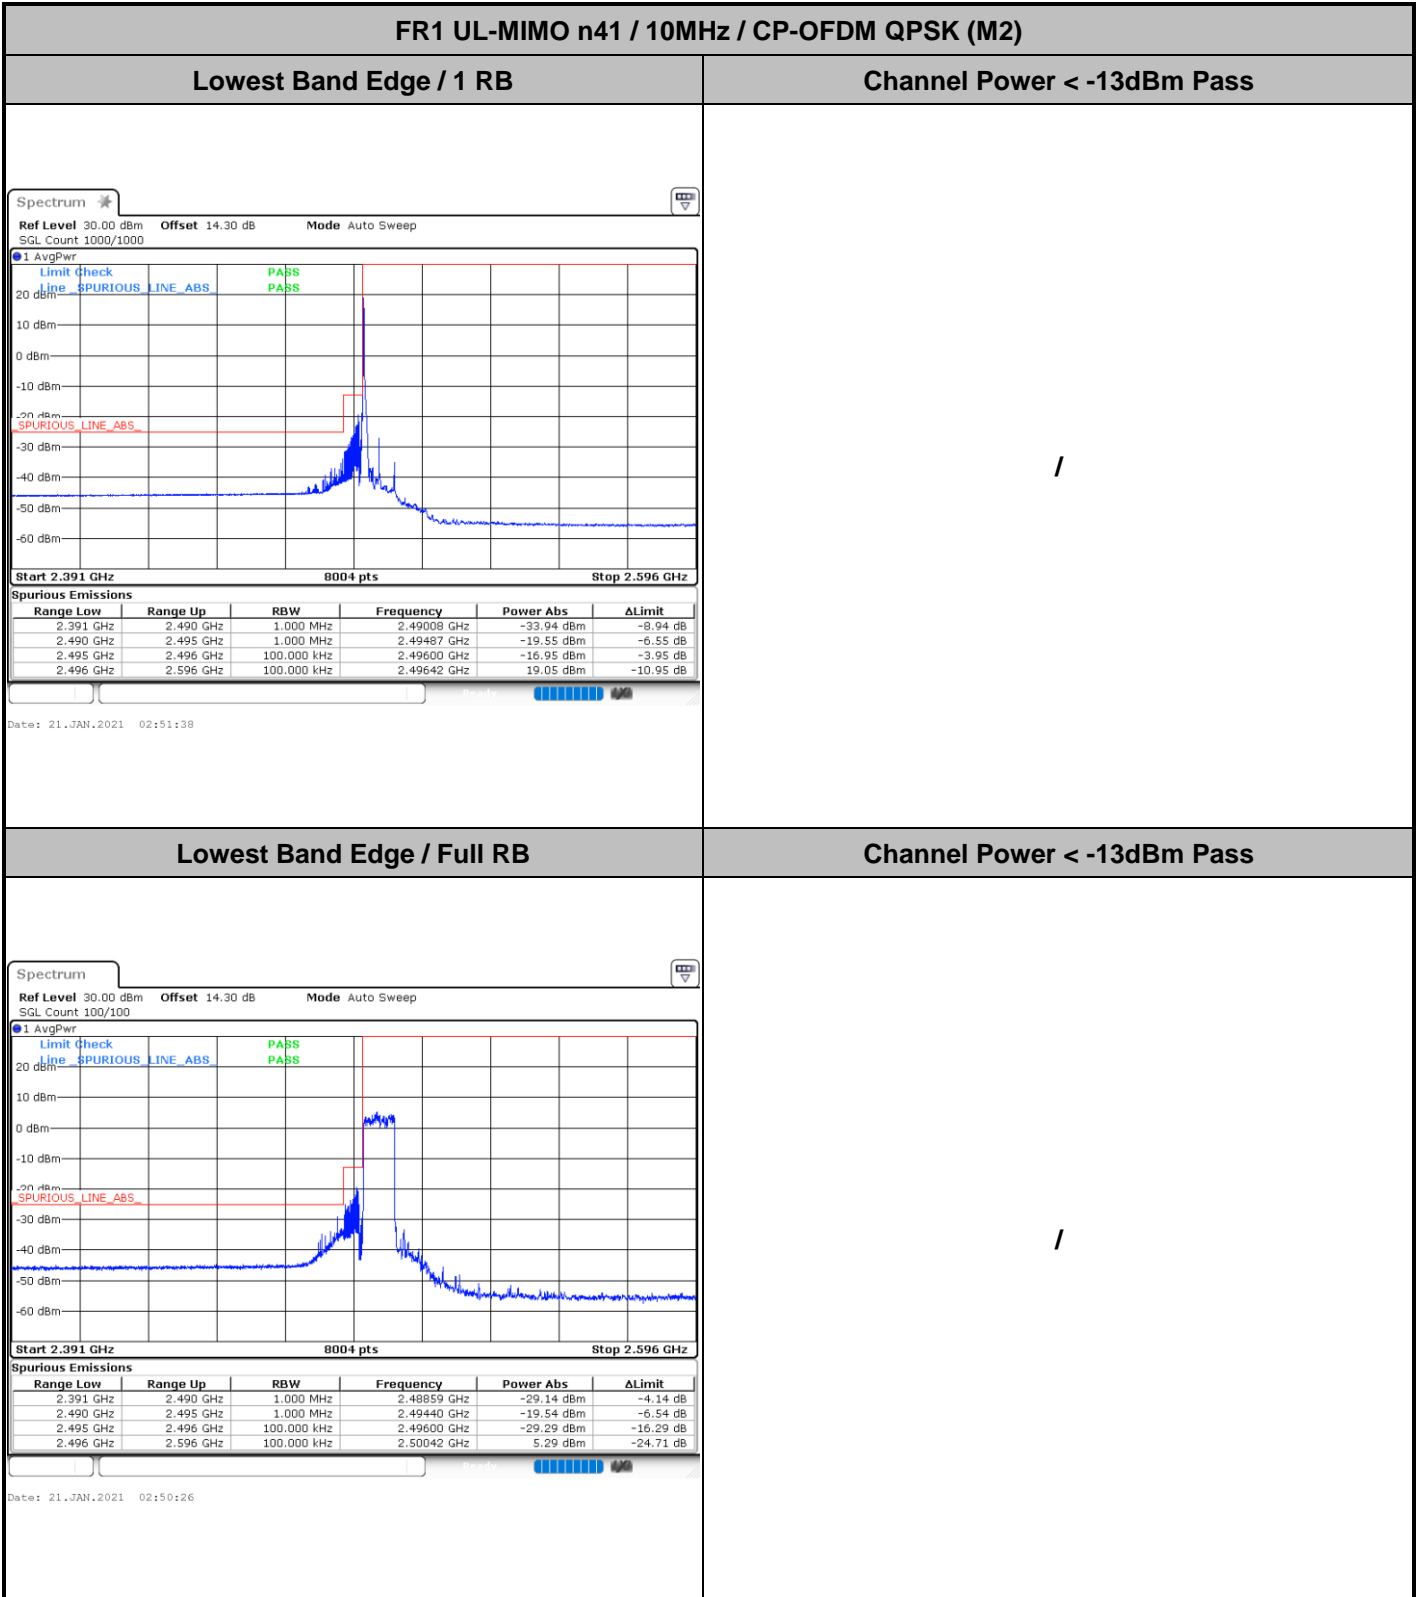 FR1 UL-MIMO n41 / 10MHz / CP-OFDM QPSK (M2)
Lowest Band Edge / 1 RB Channel Power < -13dBm Pass
Spectrum
Ref Level 30.00 dBm Offset 14.30 dB Mode Auto Sweep
SGL Count 1000/1000
1 AvgPwr
Limit Check PASS
Line _SPURIOUS_LINE_ABS_ PASS
20 dBm
10 dBm
0 dBm
-10 dBm
-20 dBm
_SPURIOUS_LINE_ABS_
-30 dBm
-40 dBm
-50 dBm
-60 dBm
Start 2.391 GHz 8004 pts Stop 2.596 GHz
Spurious Emissions
Range Low Range Up RBW Frequency Power Abs ΔLimit
2.391 GHz 2.490 GHz 1.000 MHz 2.49008 GHz -33.94 dBm -8.94 dB
2.490 GHz 2.495 GHz 1.000 MHz 2.49487 GHz -19.55 dBm -6.55 dB
2.495 GHz 2.496 GHz 100.000 kHz 2.49600 GHz -16.95 dBm -3.95 dB
2.496 GHz 2.596 GHz 100.000 kHz 2.49642 GHz 19.05 dBm -10.95 dB
Ready
Date: 21.JAN.2021 02:51:38
/
Lowest Band Edge / Full RB Channel Power < -13dBm Pass
Spectrum
Ref Level 30.00 dBm Offset 14.30 dB Mode Auto Sweep
SGL Count 100/100
1 AvgPwr
Limit Check PASS
Line _SPURIOUS_LINE_ABS_ PASS
20 dBm
10 dBm
0 dBm
-10 dBm
-20 dBm
_SPURIOUS_LINE_ABS_
-30 dBm
-40 dBm
-50 dBm
-60 dBm
Start 2.391 GHz 8004 pts Stop 2.596 GHz
Spurious Emissions
Range Low Range Up RBW Frequency Power Abs ΔLimit
2.391 GHz 2.490 GHz 1.000 MHz 2.48859 GHz -29.14 dBm -4.14 dB
2.490 GHz 2.495 GHz 1.000 MHz 2.49440 GHz -19.54 dBm -6.54 dB
2.495 GHz 2.496 GHz 100.000 kHz 2.49600 GHz -29.29 dBm -16.29 dB
2.496 GHz 2.596 GHz 100.000 kHz 2.50042 GHz 5.29 dBm -24.71 dB
Ready
Date: 21.JAN.2021 02:50:26
/